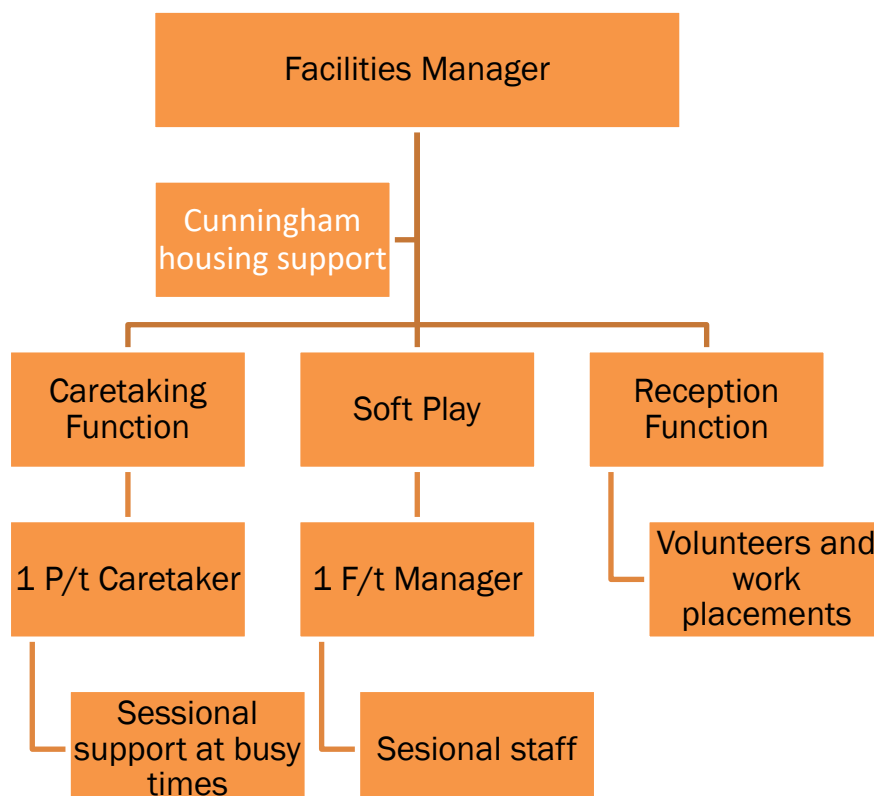 Facilities Manager
Cunningham
housing support
Caretaking
Function
Soft Play
Reception
Function
1 P/t Caretaker
1 F/t Manager
Volunteers and
work
placements
Sessional
support at busy
times
Sesional staff